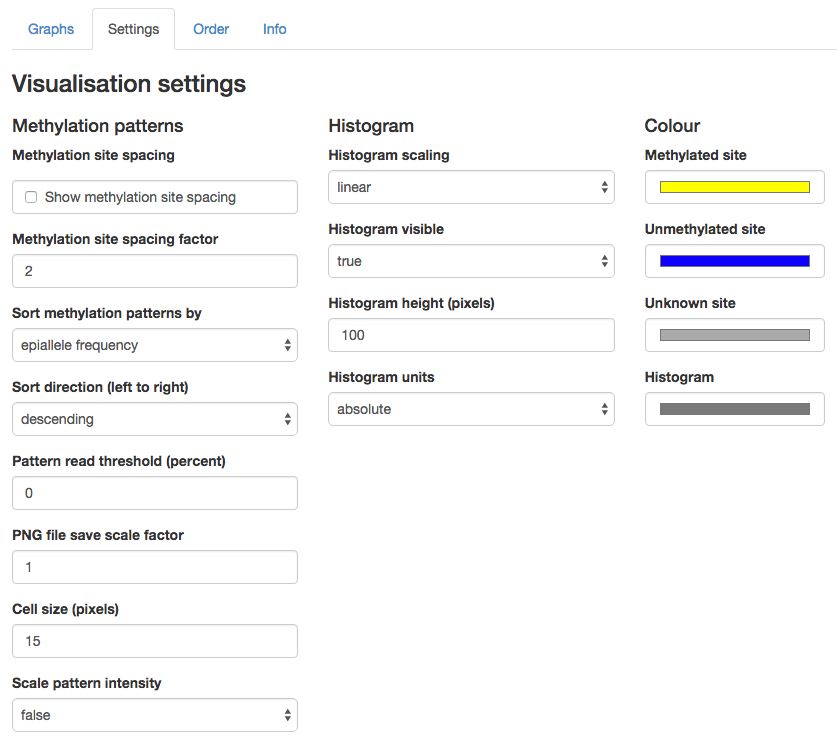 Graphs Settings Order Info
Visualisation settings
Methylation patterns
Methylation site spacing
Show methylation site spacing
Methylation site spacing factor
2
Sort methylation patterns by
epiallele frequency
Sort direction (left to right)
descending
Pattern read threshold (percent)
0
PNG file save scale factor
1
Cell size (pixels)
15
Scale pattern intensity
false
Histogram
Histogram scaling
linear
Histogram visible
true
Histogram height (pixels)
100
Histogram units
absolute
Colour
Methylated site
Unmethylated site
Unknown site
Histogram